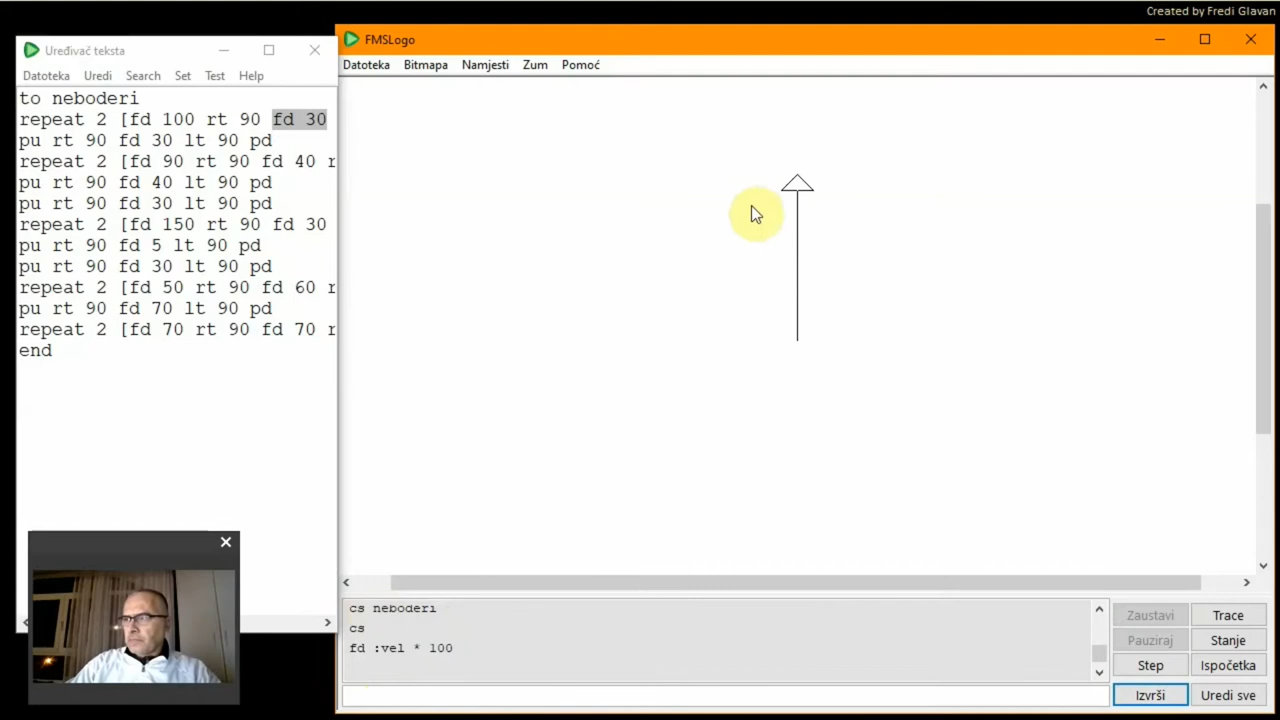 Created by Fredi Glavan
Uređivač teksta
Datoteka Uredi Search Set Test Help
to neboderi
repeat 2 [fd 100 rt 90 fd 30
pu rt 90 fd 30 lt 90 pd
repeat 2 [fd 90 rt 90 fd 40 r
pu rt 90 fd 40 lt 90 pd
pu rt 90 fd 30 lt 90 pd
repeat 2 [fd 150 rt 90 fd 30
pu rt 90 fd 5 lt 90 pd
pu rt 90 fd 30 lt 90 pd
repeat 2 [fd 50 rt 90 fd 60 r
pu rt 90 fd 70 lt 90 pd
repeat 2 [fd 70 rt 90 fd 70 r
end
FMSLogo
Datoteka Bitmapa Namjesti Zum Pomoć
cs neboderi
cs
fd :vel * 100
Zaustavi Trace
Pauziraj Stanje
Step Ispočetka
Izvrši Uredi sve